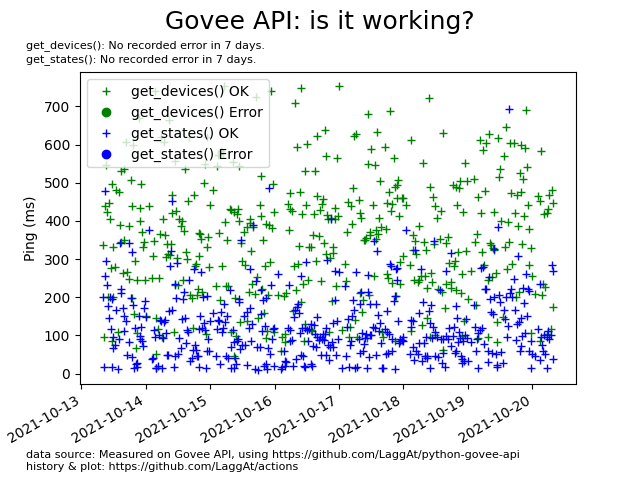 Govee API: is it working?
get_devices(): No recorded error in 7 days.
get_states(): No recorded error in 7 days.
get_devices() OK
get_devices() Error
get_states() OK
get_states() Error
Ping (ms)
700
600
500
400
300
200
100
0
2021-10-13
2021-10-14
2021-10-15
2021-10-16
2021-10-17
2021-10-18
2021-10-19
2021-10-20
data source: Measured on Govee API, using https://github.com/LaggAt/python-govee-api
history & plot: https://github.com/LaggAt/actions